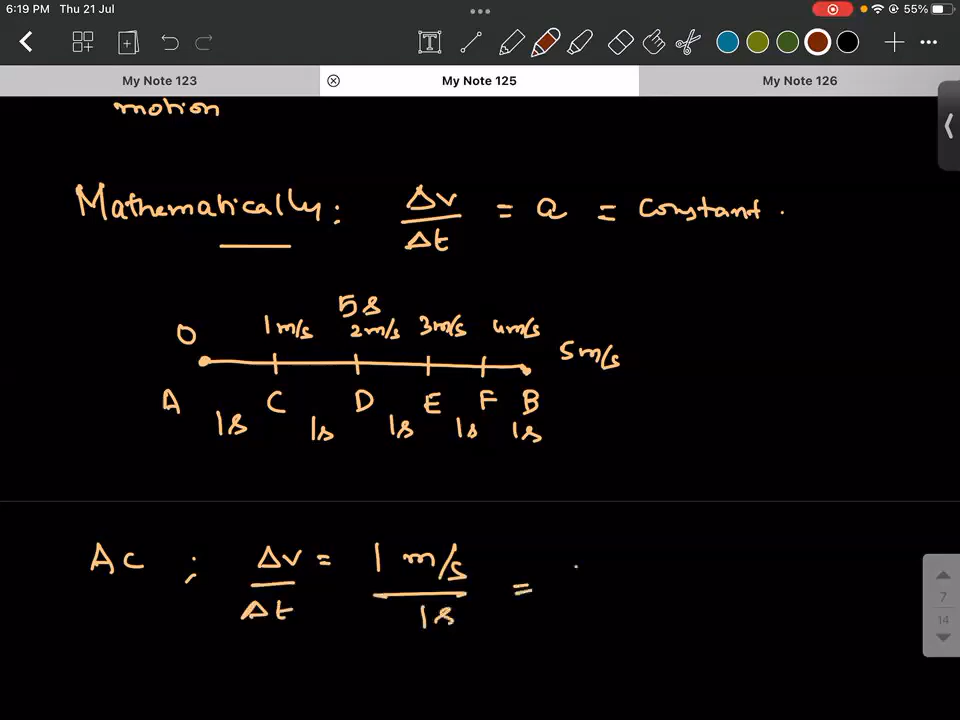 6:19 PM Thu 21 Jul 55%
My Note 123 My Note 125 My Note 126
motion
Mathematically: Δv/Δt = a = Constant.
5s
0 1m/s 2m/s 3m/s 4m/s 5m/s
A C D E F B
1s 1s 1s 1s 1s
AC ; Δv/Δt = 1 m/s / 1s =
7
14